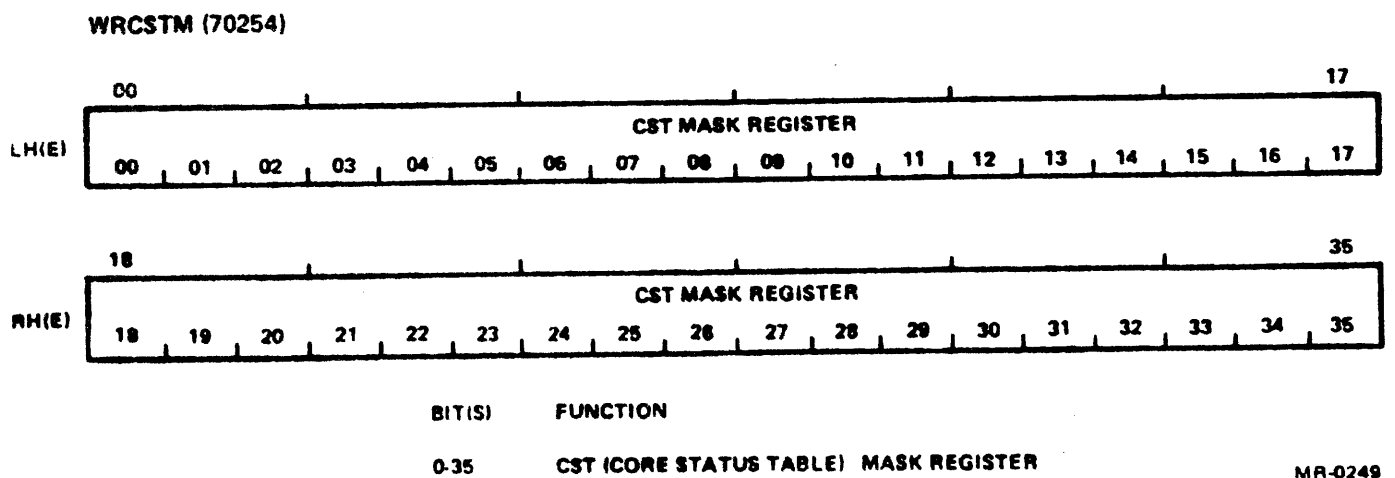 WRCSTM (70254)
00 17
CST MASK REGISTER
LH(E)
00 01 02 03 04 05 06 07 08 09 10 11 12 13 14 15 16 17
18 35
CST MASK REGISTER
RH(E)
18 19 20 21 22 23 24 25 26 27 28 29 30 31 32 33 34 35
BIT(S) FUNCTION
0-35 CST (CORE STATUS TABLE) MASK REGISTER
MR-0249